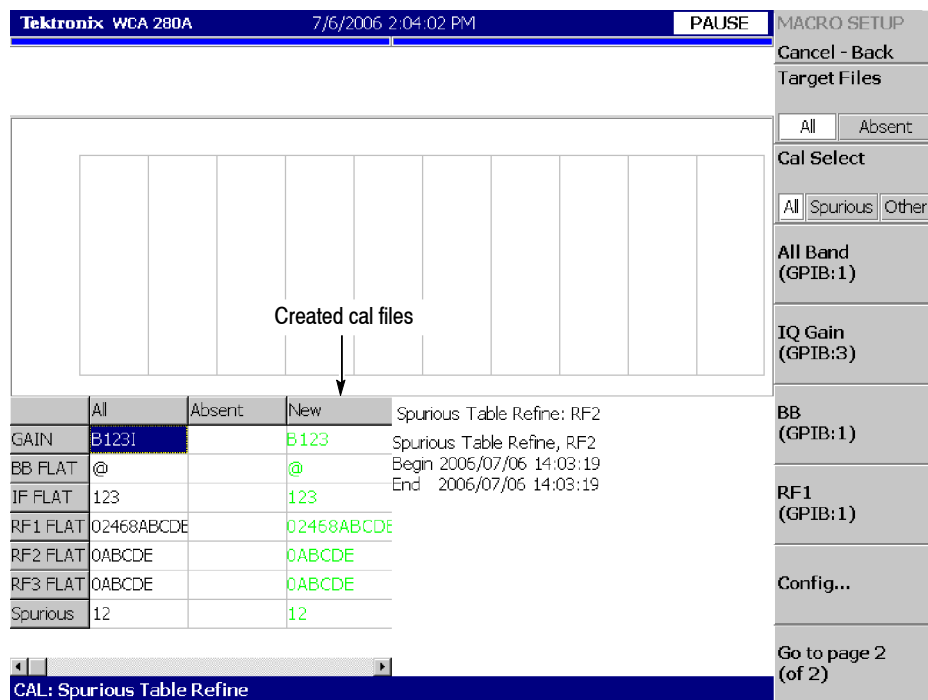 Tektronix WCA 280A 7/6/2006 2:04:02 PM PAUSE
MACRO SETUP
Cancel - Back
Target Files
All Absent
Cal Select
All Spurious Other
All Band
(GPIB:1)
IQ Gain
(GPIB:3)
BB
(GPIB:1)
RF1
(GPIB:1)
Config...
Go to page 2
(of 2)
Created cal files
All Absent New
GAIN B123I B123
BB FLAT @ @
IF FLAT 123 123
RF1 FLAT 02468ABCDE 02468ABCDE
RF2 FLAT 0ABCDE 0ABCDE
RF3 FLAT 0ABCDE 0ABCDE
Spurious 12 12
Spurious Table Refine: RF2
Spurious Table Refine, RF2
Begin 2006/07/06 14:03:19
End 2006/07/06 14:03:19
CAL: Spurious Table Refine